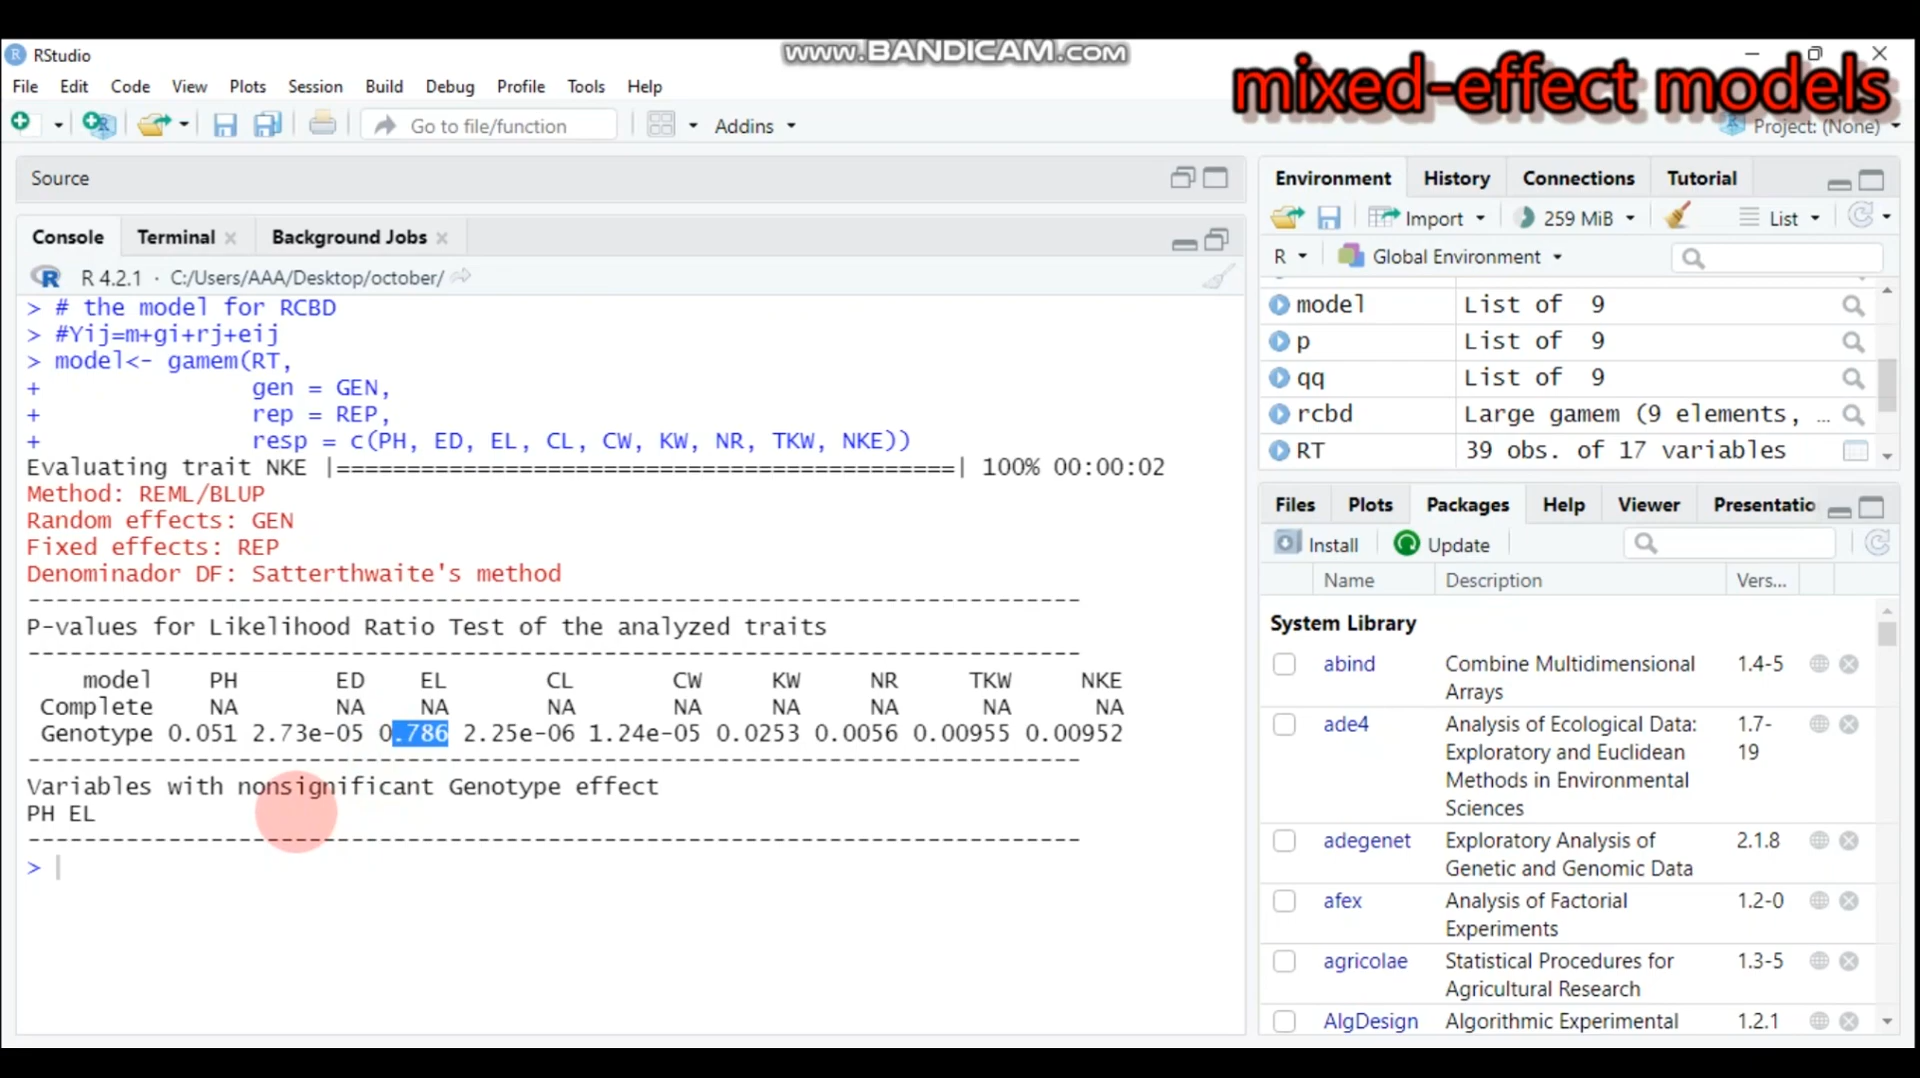 www.BANDICAM.com
RStudio
mixed-effect models
File Edit Code View Plots Session Build Debug Profile Tools Help
Go to file/function Addins Project: (None)
Source
Console Terminal Background Jobs
R 4.2.1 · C:/Users/AAA/Desktop/october/
> # the model for RCBD
> #Yij=m+gi+rj+eij
> model<- gamem(RT,
+ gen = GEN,
+ rep = REP,
+ resp = c(PH, ED, EL, CL, CW, KW, NR, TKW, NKE))
Evaluating trait NKE |============================================| 100% 00:00:02
Method: REML/BLUP
Random effects: GEN
Fixed effects: REP
Denominador DF: Satterthwaite's method
---------------------------------------------------------------------------
P-values for Likelihood Ratio Test of the analyzed traits
---------------------------------------------------------------------------
model PH ED EL CL CW KW NR TKW NKE
Complete NA NA NA NA NA NA NA NA NA
Genotype 0.051 2.73e-05 0.786 2.25e-06 1.24e-05 0.0253 0.0056 0.00955 0.00952
---------------------------------------------------------------------------
Variables with nonsignificant Genotype effect
PH EL
---------------------------------------------------------------------------
>
Environment History Connections Tutorial
Import 259 MiB List
R Global Environment
model List of 9
p List of 9
qq List of 9
rcbd Large gamem (9 elements, ...
RT 39 obs. of 17 variables
Files Plots Packages Help Viewer Presentatio
Install Update
Name Description Vers...
System Library
abind Combine Multidimensional 1.4-5
Arrays
ade4 Analysis of Ecological Data: 1.7-
Exploratory and Euclidean 19
Methods in Environmental
Sciences
adegenet Exploratory Analysis of 2.1.8
Genetic and Genomic Data
afex Analysis of Factorial 1.2-0
Experiments
agricolae Statistical Procedures for 1.3-5
Agricultural Research
AlgDesign Algorithmic Experimental 1.2.1